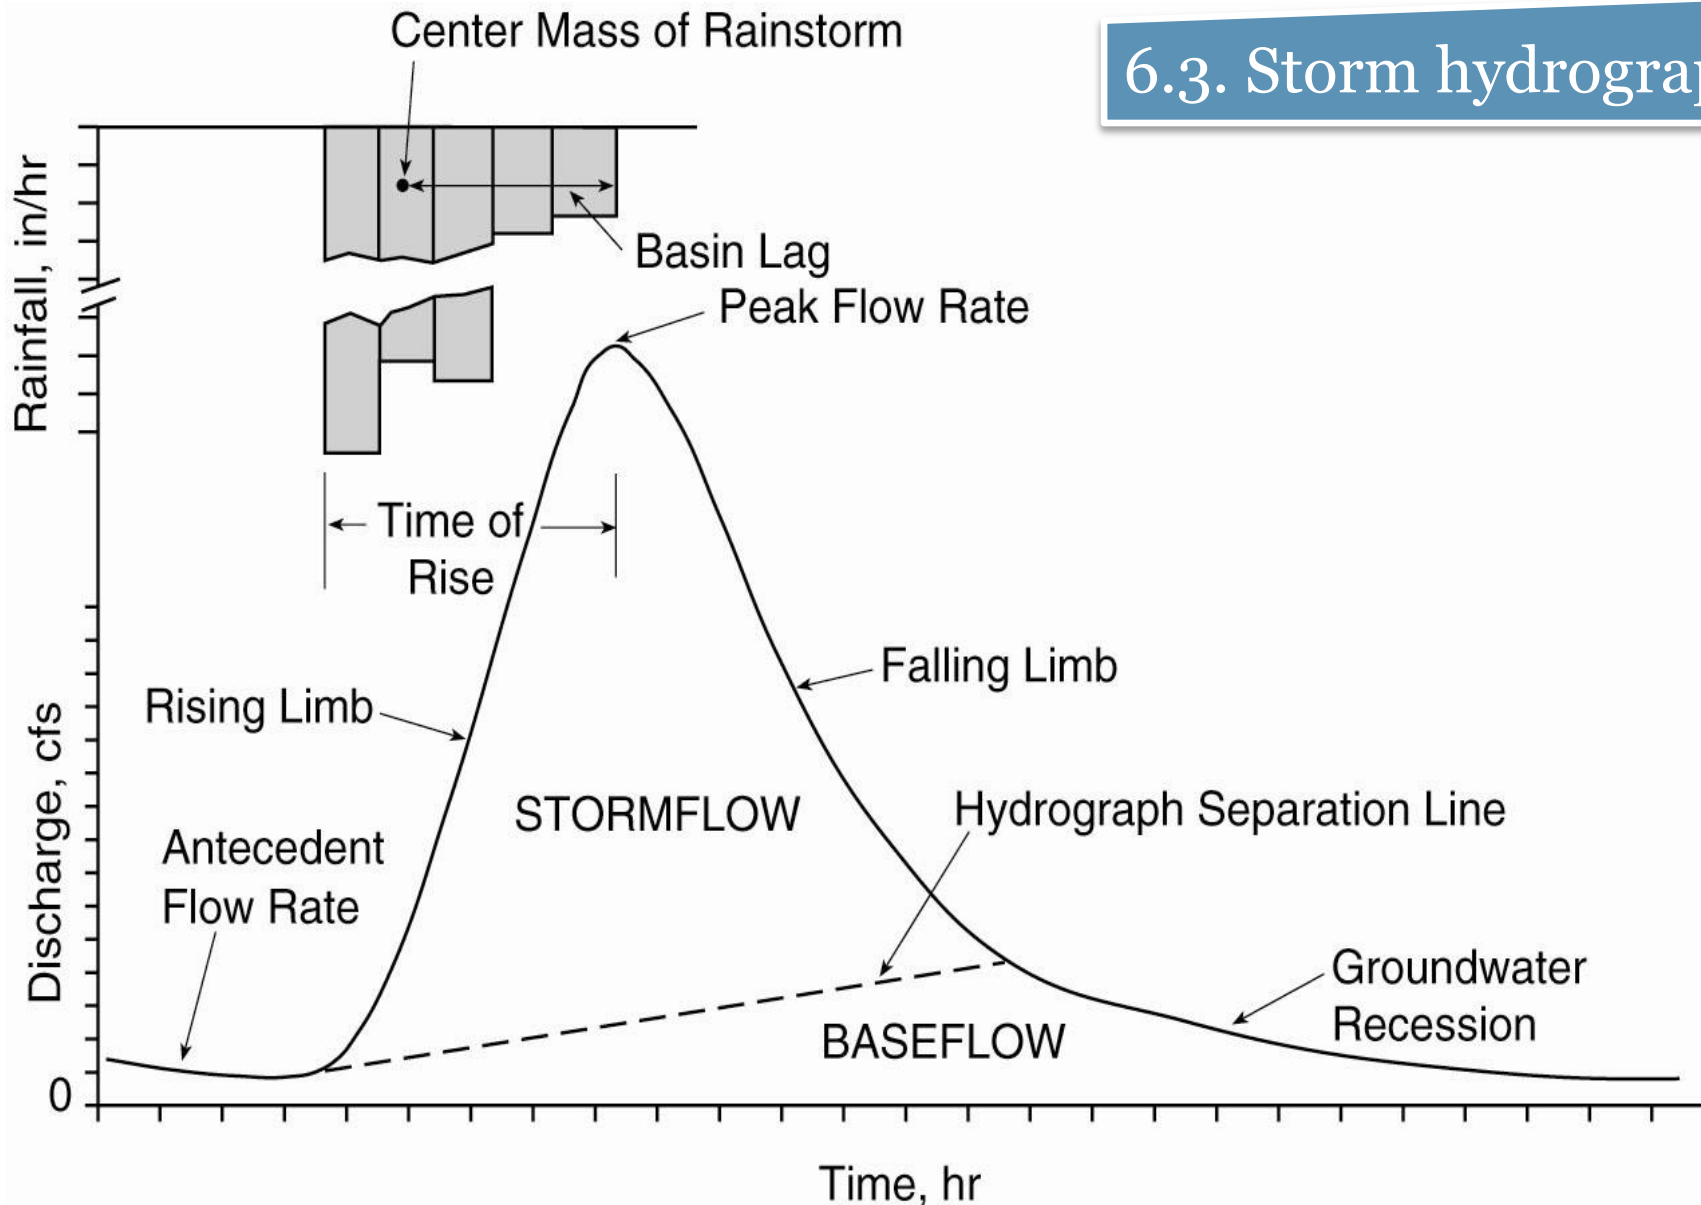 Center Mass of Rainstorm
6.3. Storm hydrograp
Rainfall, in/hr
Basin Lag
Peak Flow Rate
Time of
Rise
Falling Limb
Rising Limb
Discharge, cfs
STORMFLOW
Hydrograph Separation Line
Antecedent
Flow Rate
Groundwater
Recession
BASEFLOW
0
Time, hr